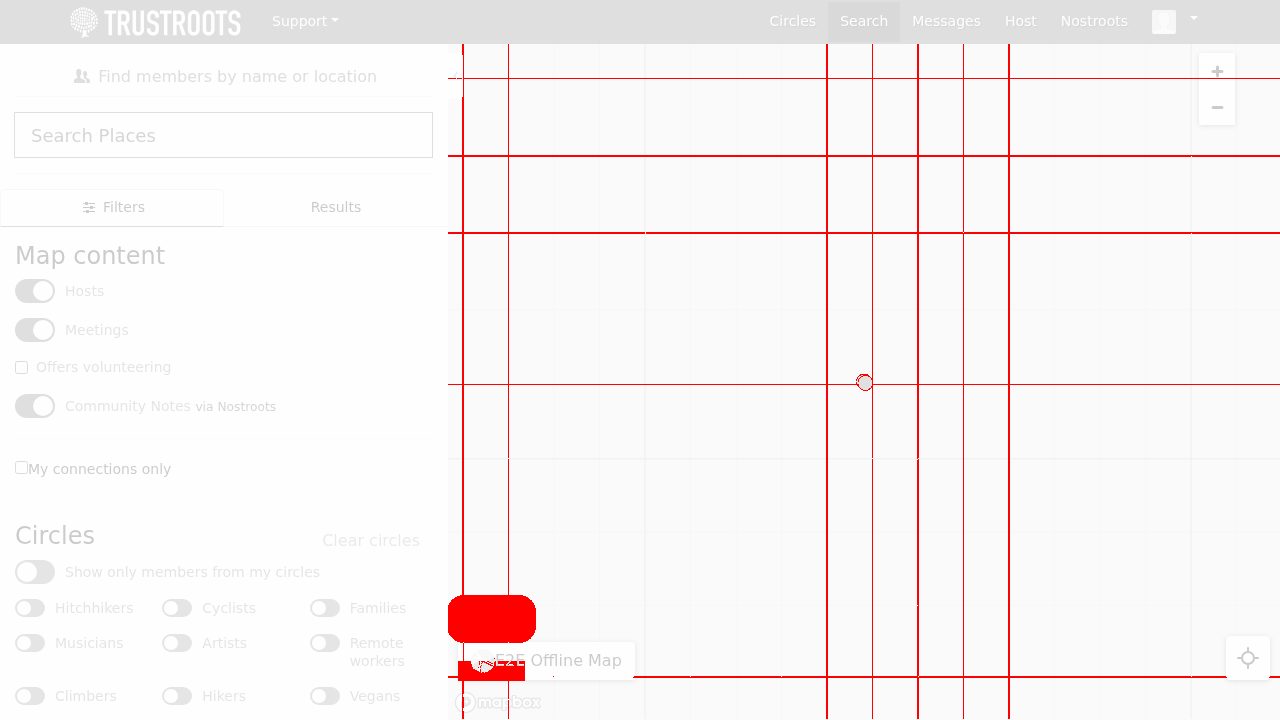 TRUSTROOTS Support Circles Search Messages Host Nostroots
Find members by name or location
Search Places
Filters Results
Map content
Hosts
Meetings
Offers volunteering
Community Notes via Nostroots
My connections only
Circles Clear circles
Show only members from my circles
Hitchhikers Cyclists Families
Musicians Artists Remote workers
Climbers Hikers Vegans
E2E Offline Map
mapbox